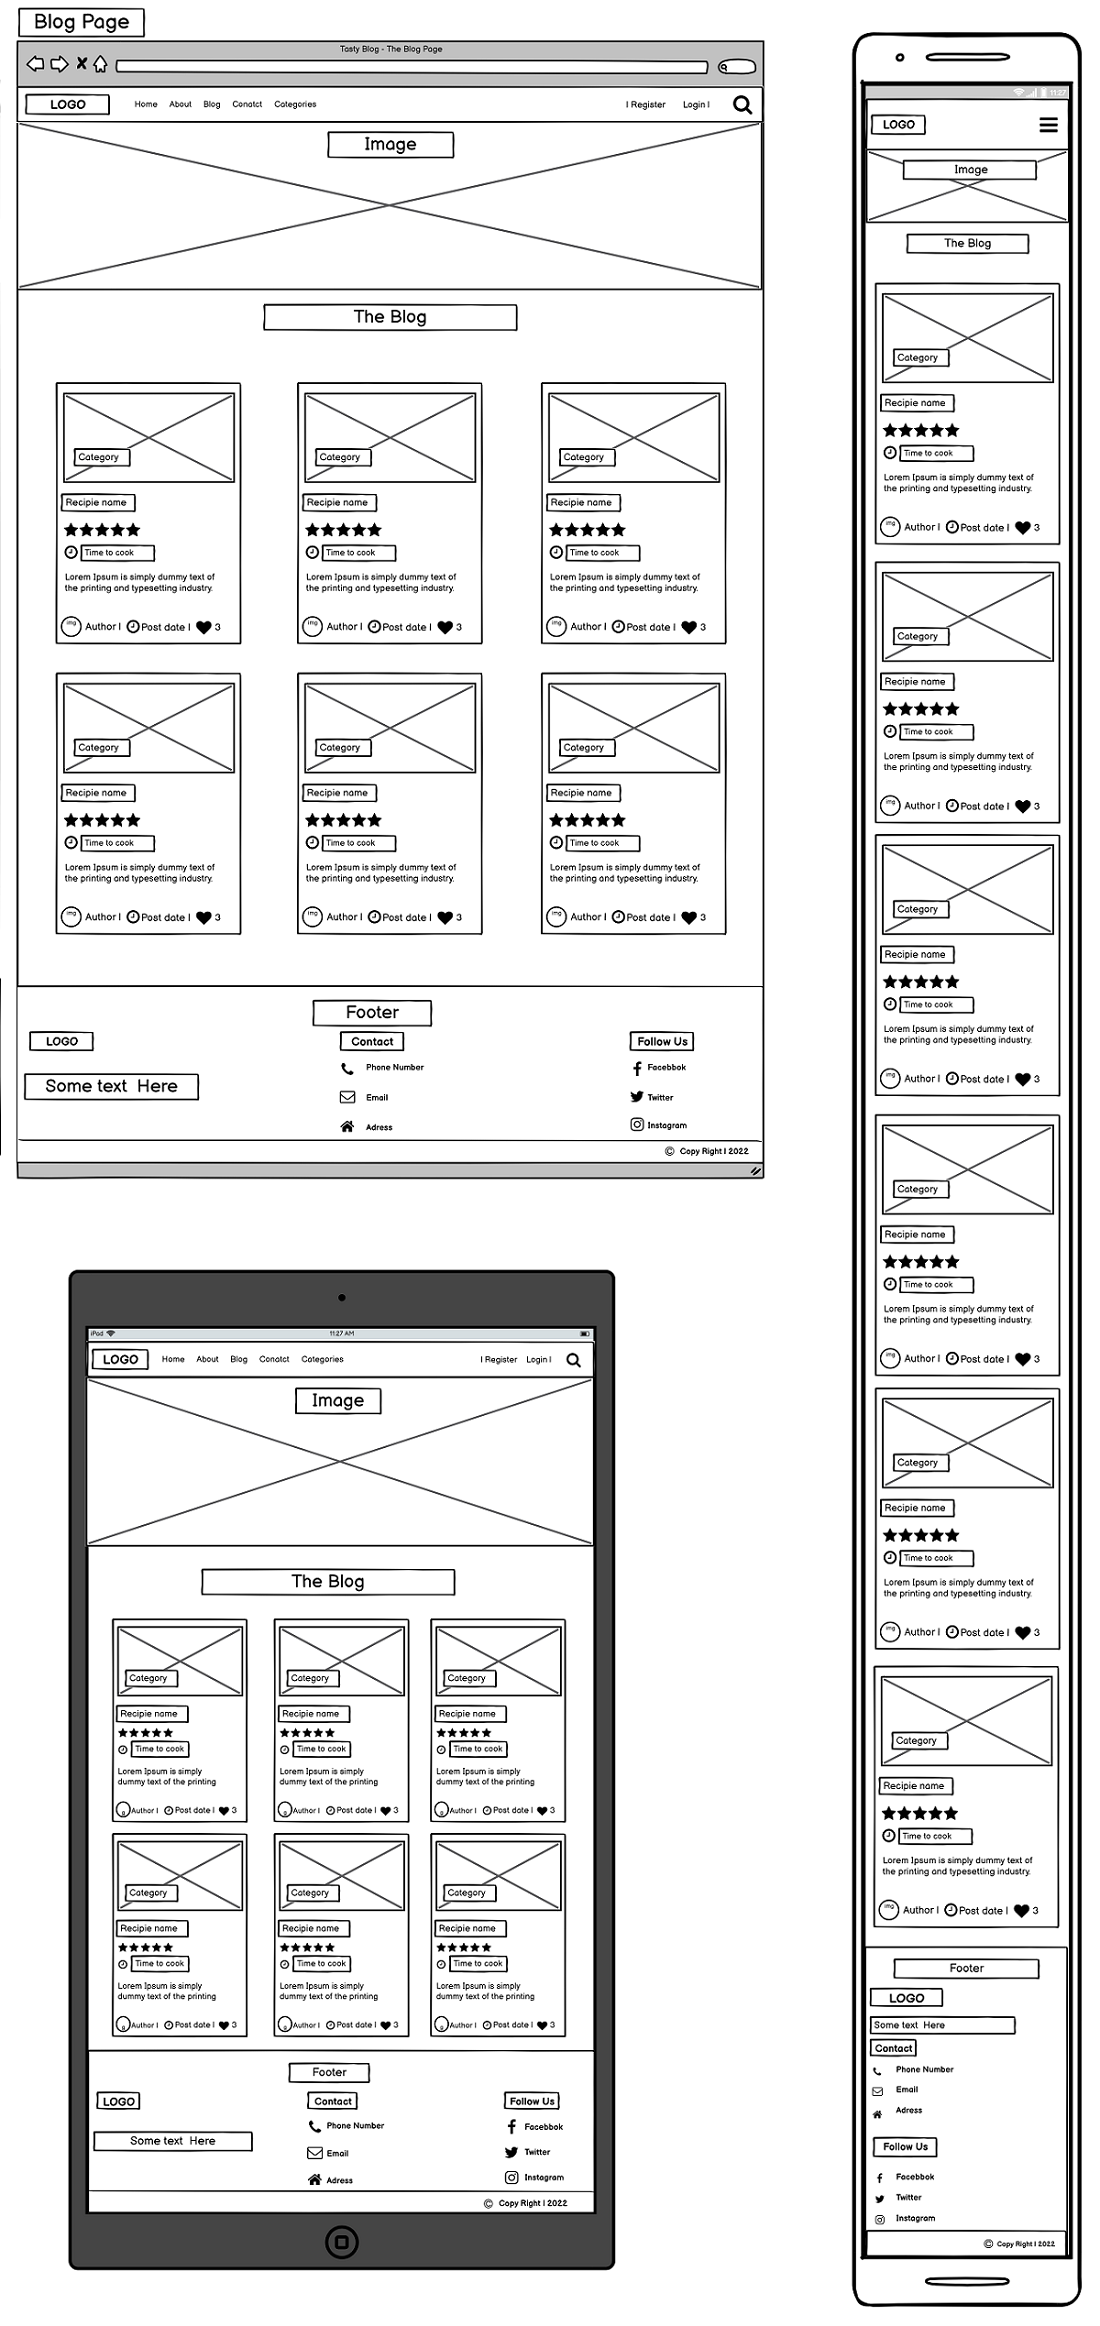 Blog Page
Tasty Blog - The Blog Page
LOGO Home About Blog Conatct Categories I Register Login I
Image
The Blog
Category Category Category
Recipie name Recipie name Recipie name
Time to cook Time to cook Time to cook
Lorem Ipsum is simply dummy text of Lorem Ipsum is simply dummy text of Lorem Ipsum is simply dummy text of
the printing and typesetting industry. the printing and typesetting industry. the printing and typesetting industry.
img Author I Post date I 3 img Author I Post date I 3 img Author I Post date I 3
Category Category Category
Recipie name Recipie name Recipie name
Time to cook Time to cook Time to cook
Lorem Ipsum is simply dummy text of Lorem Ipsum is simply dummy text of Lorem Ipsum is simply dummy text of
the printing and typesetting industry. the printing and typesetting industry. the printing and typesetting industry.
img Author I Post date I 3 img Author I Post date I 3 img Author I Post date I 3
Footer
LOGO Contact Follow Us
Phone Number Facebbok
Some text Here Email Twitter
Adress Instagram
© Copy Right I 2022
iPad 11:27 AM
LOGO Home About Blog Conatct Categories I Register Login I
Image
The Blog
Category Category Category
Recipie name Recipie name Recipie name
Time to cook Time to cook Time to cook
Lorem Ipsum is simply Lorem Ipsum is simply Lorem Ipsum is simply
dummy text of the printing dummy text of the printing dummy text of the printing
Author I Post date I 3 Author I Post date I 3 Author I Post date I 3
Category Category Category
Recipie name Recipie name Recipie name
Time to cook Time to cook Time to cook
Lorem Ipsum is simply Lorem Ipsum is simply Lorem Ipsum is simply
dummy text of the printing dummy text of the printing dummy text of the printing
Author I Post date I 3 Author I Post date I 3 Author I Post date I 3
Footer
LOGO Contact Follow Us
Phone Number Facebbok
Some text Here Email Twitter
Adress Instagram
© Copy Right I 2022
11:27
LOGO
Image
The Blog
Category
Recipie name
Time to cook
Lorem Ipsum is simply dummy text of
the printing and typesetting industry.
img Author I Post date I 3
Category
Recipie name
Time to cook
Lorem Ipsum is simply dummy text of
the printing and typesetting industry.
img Author I Post date I 3
Category
Recipie name
Time to cook
Lorem Ipsum is simply dummy text of
the printing and typesetting industry.
img Author I Post date I 3
Category
Recipie name
Time to cook
Lorem Ipsum is simply dummy text of
the printing and typesetting industry.
img Author I Post date I 3
Category
Recipie name
Time to cook
Lorem Ipsum is simply dummy text of
the printing and typesetting industry.
img Author I Post date I 3
Category
Recipie name
Time to cook
Lorem Ipsum is simply dummy text of
the printing and typesetting industry.
img Author I Post date I 3
Footer
LOGO
Some text Here
Contact
Phone Number
Email
Adress
Follow Us
Facebbok
Twitter
Instagram
© Copy Right I 2022